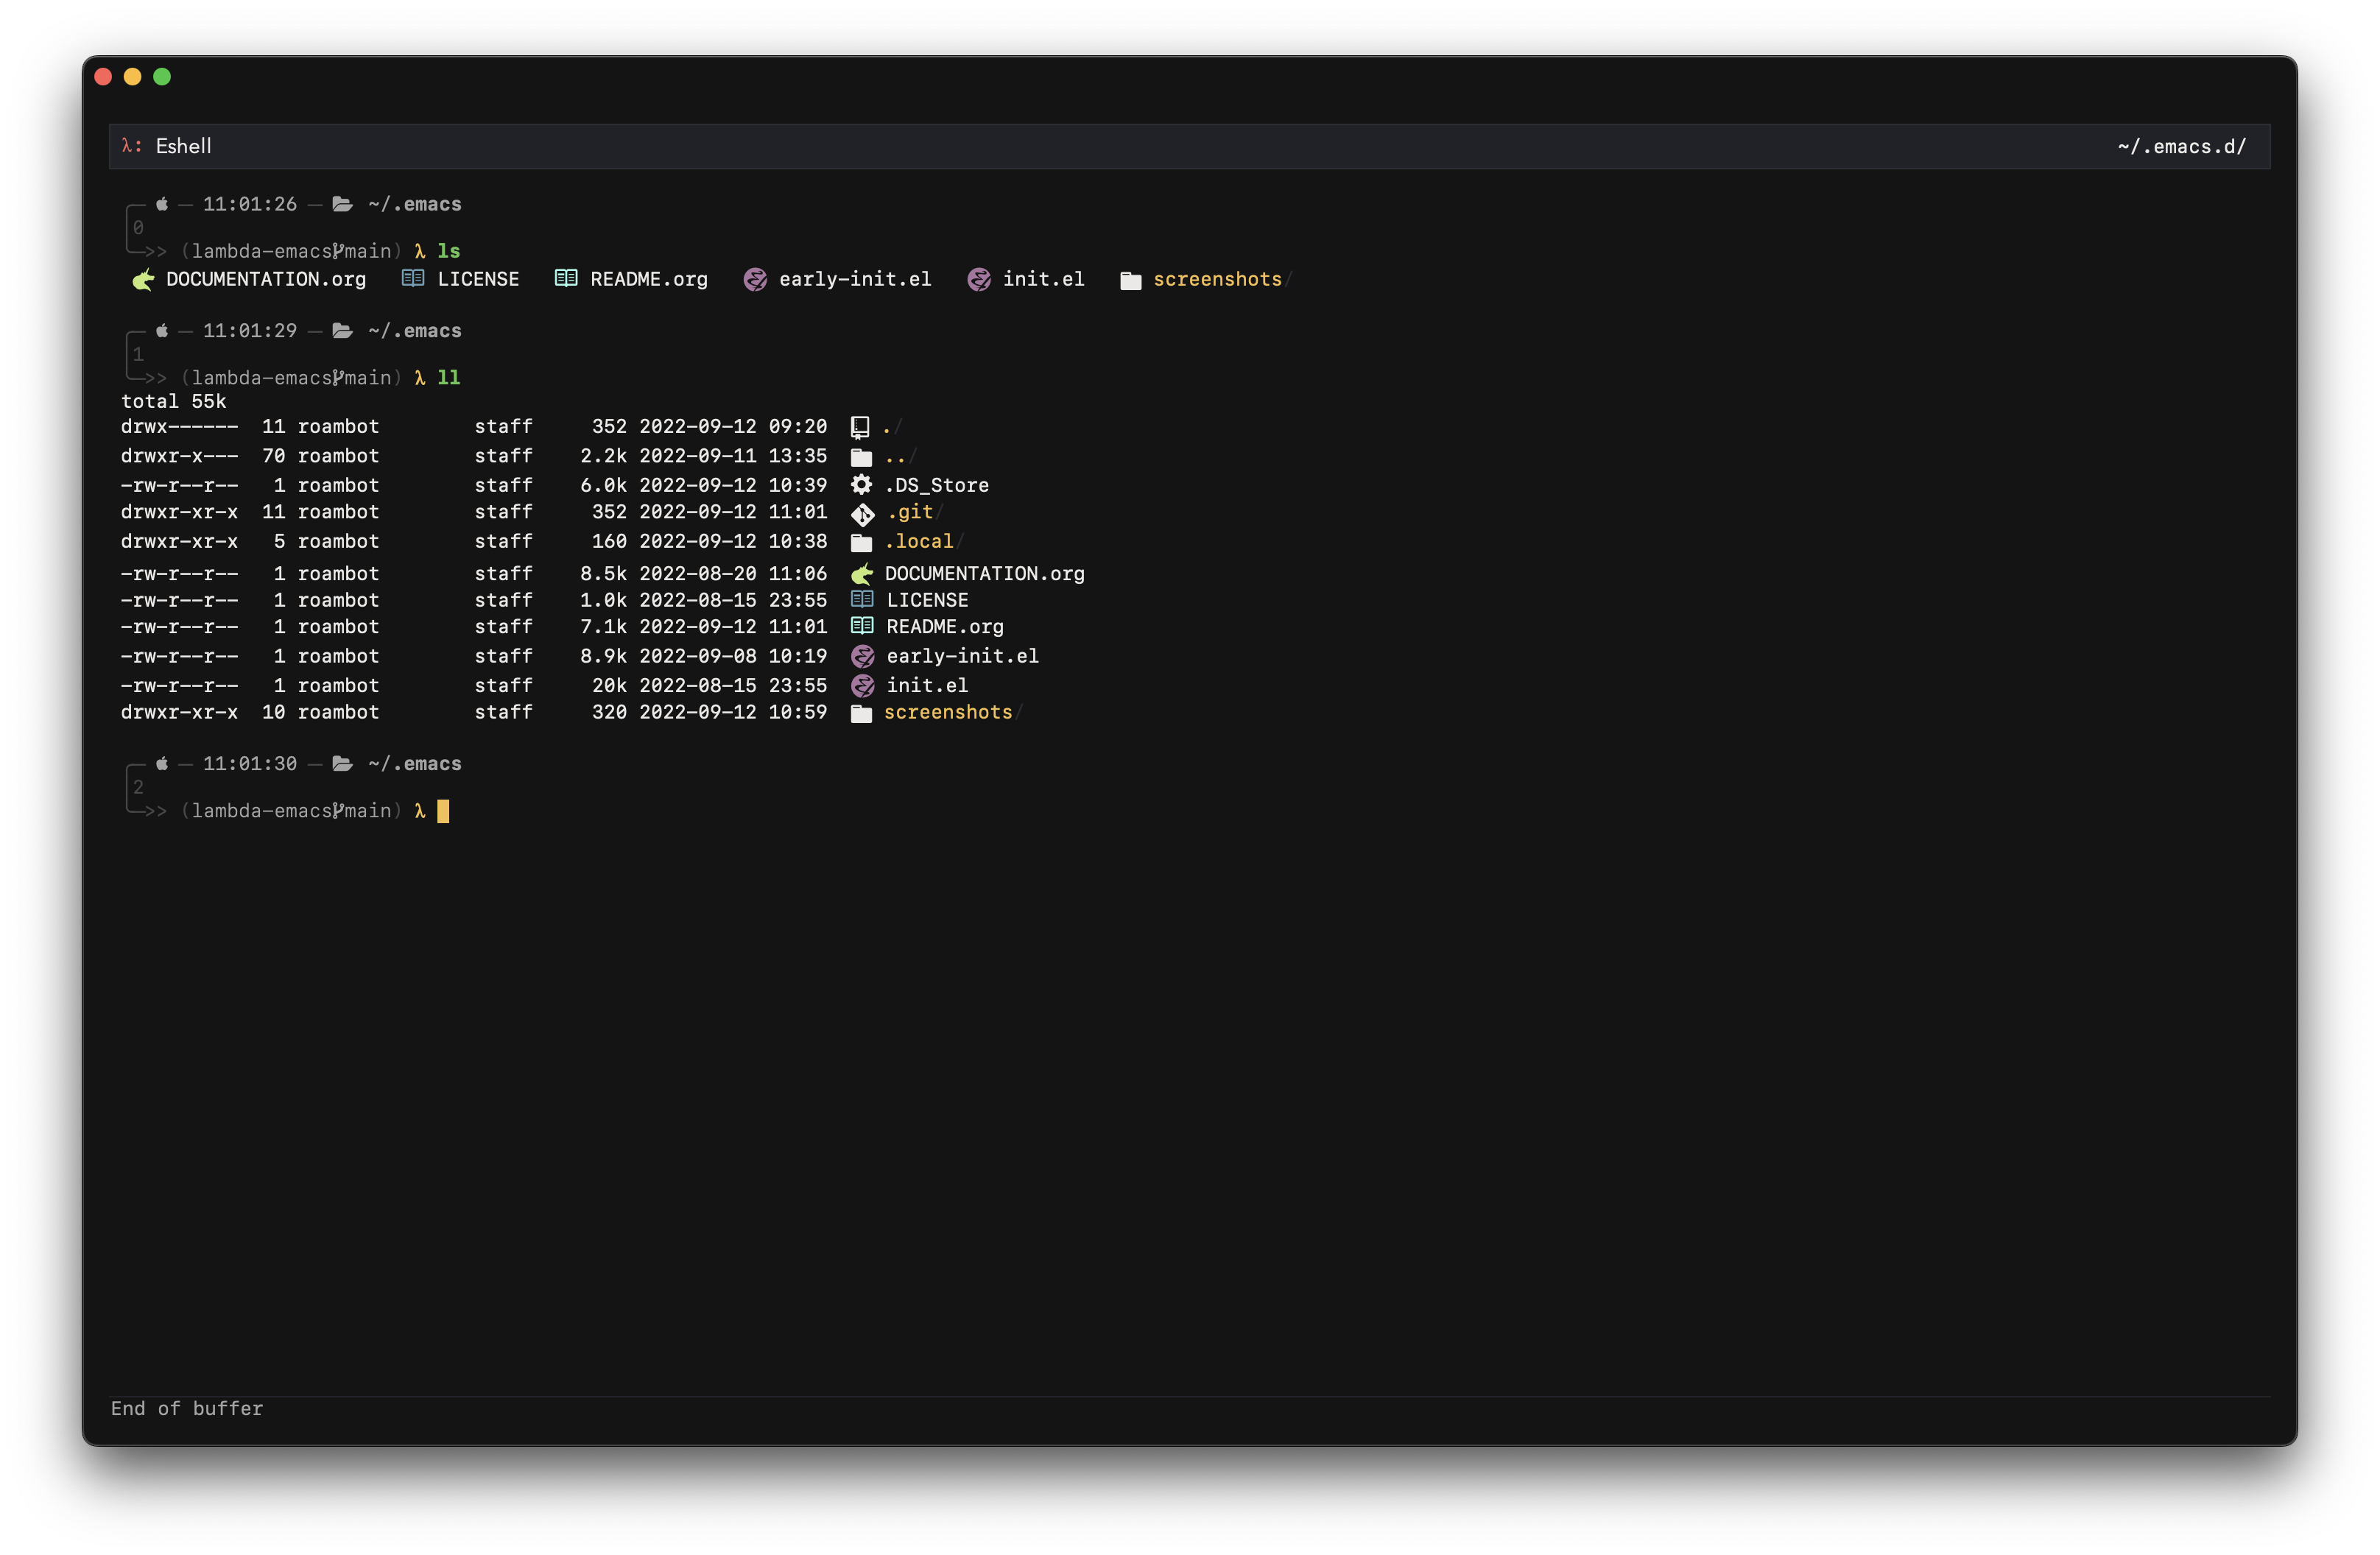 λ: Eshell ~/.emacs.d/
┌─  — 11:01:26 — ~/.emacs
│0
└─>> (lambda-emacs main) λ ls
DOCUMENTATION.org LICENSE README.org early-init.el init.el screenshots/
┌─  — 11:01:29 — ~/.emacs
│1
└─>> (lambda-emacs main) λ ll
total 55k
drwx------ 11 roambot staff 352 2022-09-12 09:20 ./
drwxr-x--- 70 roambot staff 2.2k 2022-09-11 13:35 ../
-rw-r--r-- 1 roambot staff 6.0k 2022-09-12 10:39 .DS_Store
drwxr-xr-x 11 roambot staff 352 2022-09-12 11:01 .git/
drwxr-xr-x 5 roambot staff 160 2022-09-12 10:38 .local/
-rw-r--r-- 1 roambot staff 8.5k 2022-08-20 11:06 DOCUMENTATION.org
-rw-r--r-- 1 roambot staff 1.0k 2022-08-15 23:55 LICENSE
-rw-r--r-- 1 roambot staff 7.1k 2022-09-12 11:01 README.org
-rw-r--r-- 1 roambot staff 8.9k 2022-09-08 10:19 early-init.el
-rw-r--r-- 1 roambot staff 20k 2022-08-15 23:55 init.el
drwxr-xr-x 10 roambot staff 320 2022-09-12 10:59 screenshots/
┌─  — 11:01:30 — ~/.emacs
│2
└─>> (lambda-emacs main) λ
End of buffer